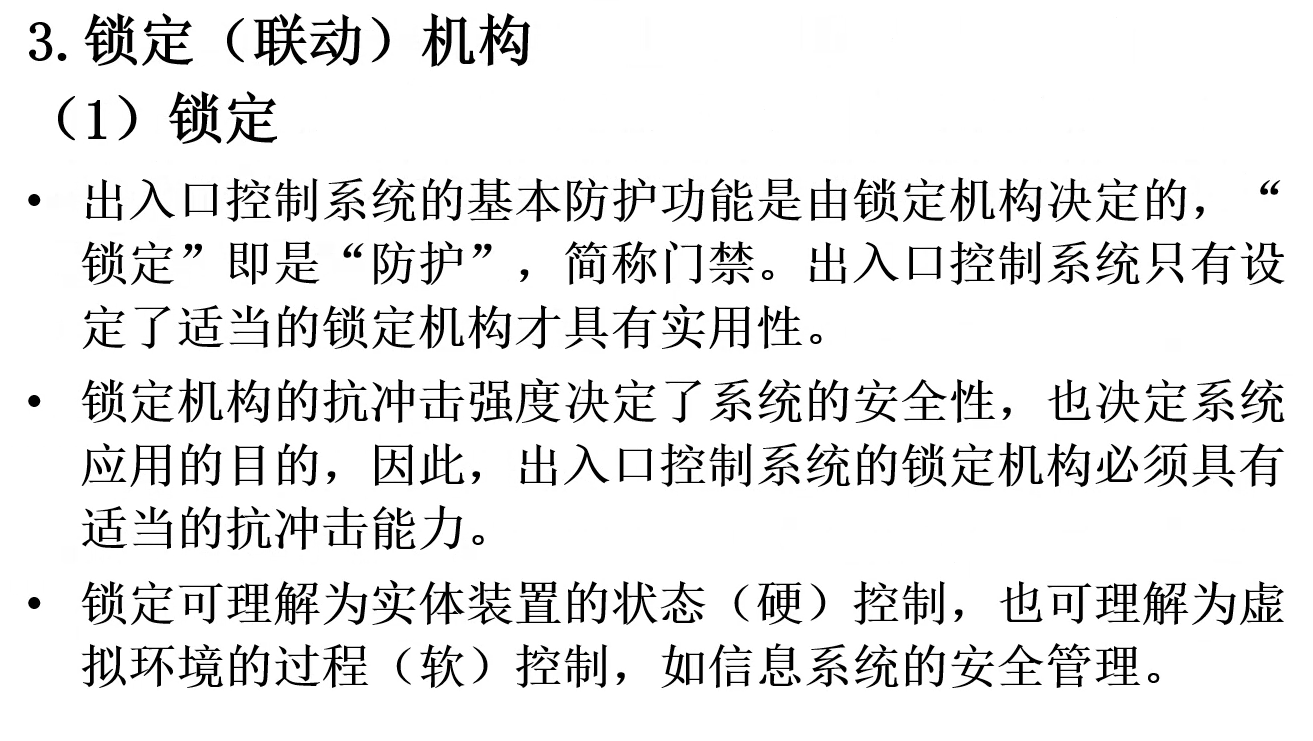 3.锁定（联动）机构
（1）锁定
• 出入口控制系统的基本防护功能是由锁定机构决定的，“
锁定”即是“防护”，简称门禁。出入口控制系统只有设
定了适当的锁定机构才具有实用性。
• 锁定机构的抗冲击强度决定了系统的安全性，也决定系统
应用的目的，因此，出入口控制系统的锁定机构必须具有
适当的抗冲击能力。
• 锁定可理解为实体装置的状态（硬）控制，也可理解为虚
拟环境的过程（软）控制，如信息系统的安全管理。